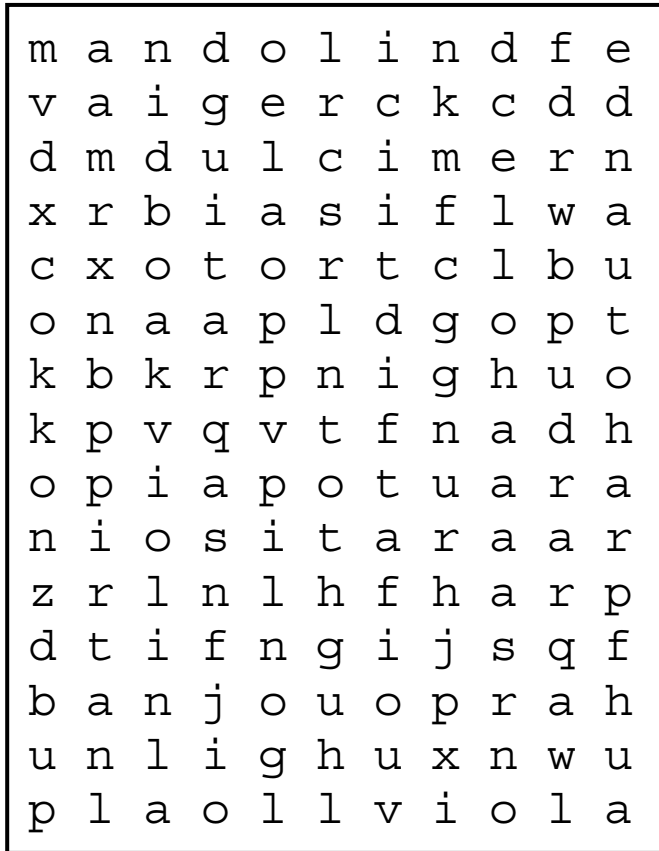 m a n d o l i n d f e
v a i g e r c k c d d
d m d u l c i m e r n
x r b i a s i f l w a
c x o t o r t c l b u
o n a a p l d g o p t
k b k r p n i g h u o
k p v q v t f n a d h
o p i a p o t u a r a
n i o s i t a r a a r
z r l n l h f h a r p
d t i f n g i j s q f
b a n j o u o p r a h
u n l i g h u x n w u
p l a o l l v i o l a